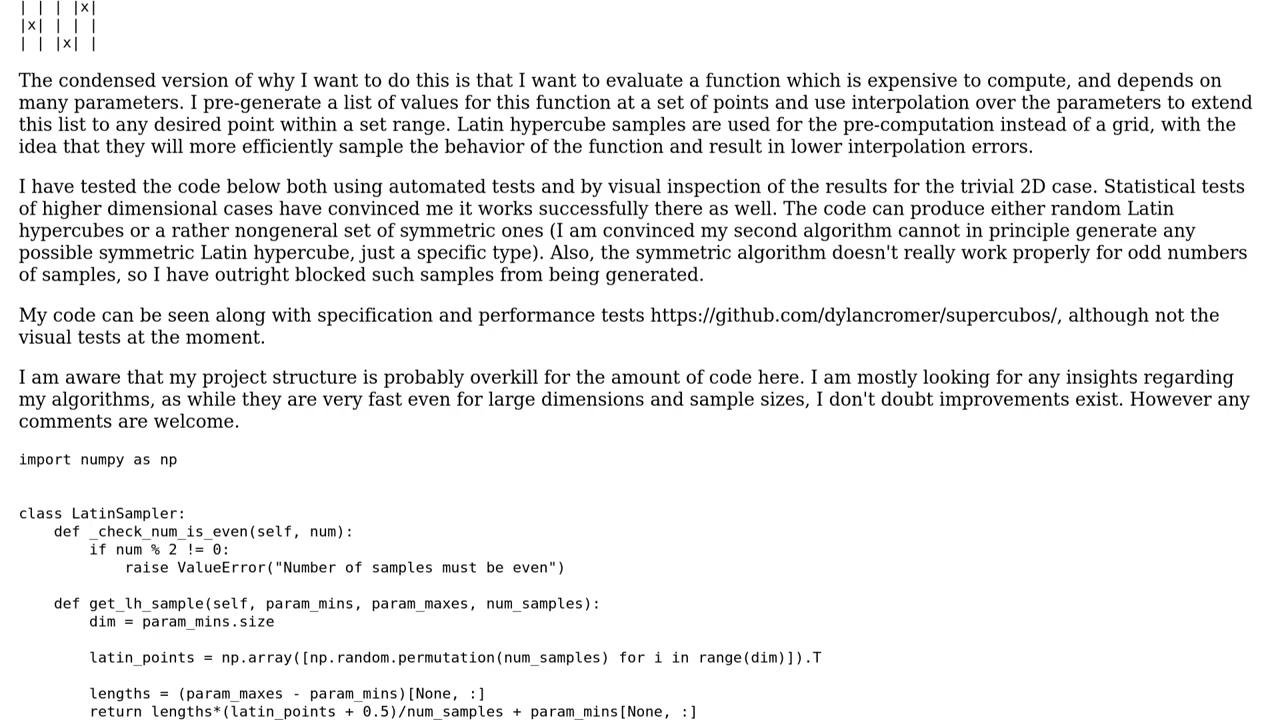 | | | |x|
|x| | | |
| | |x| |
The condensed version of why I want to do this is that I want to evaluate a function which is expensive to compute, and depends on
many parameters. I pre-generate a list of values for this function at a set of points and use interpolation over the parameters to extend
this list to any desired point within a set range. Latin hypercube samples are used for the pre-computation instead of a grid, with the
idea that they will more efficiently sample the behavior of the function and result in lower interpolation errors.
I have tested the code below both using automated tests and by visual inspection of the results for the trivial 2D case. Statistical tests
of higher dimensional cases have convinced me it works successfully there as well. The code can produce either random Latin
hypercubes or a rather nongeneral set of symmetric ones (I am convinced my second algorithm cannot in principle generate any
possible symmetric Latin hypercube, just a specific type). Also, the symmetric algorithm doesn't really work properly for odd numbers
of samples, so I have outright blocked such samples from being generated.
My code can be seen along with specification and performance tests https://github.com/dylancromer/supercubos/, although not the
visual tests at the moment.
I am aware that my project structure is probably overkill for the amount of code here. I am mostly looking for any insights regarding
my algorithms, as while they are very fast even for large dimensions and sample sizes, I don't doubt improvements exist. However any
comments are welcome.
import numpy as np
class LatinSampler:
    def _check_num_is_even(self, num):
        if num % 2 != 0:
            raise ValueError("Number of samples must be even")
    def get_lh_sample(self, param_mins, param_maxes, num_samples):
        dim = param_mins.size
        latin_points = np.array([np.random.permutation(num_samples) for i in range(dim)]).T
        lengths = (param_maxes - param_mins)[None, :]
        return lengths*(latin_points + 0.5)/num_samples + param_mins[None, :]